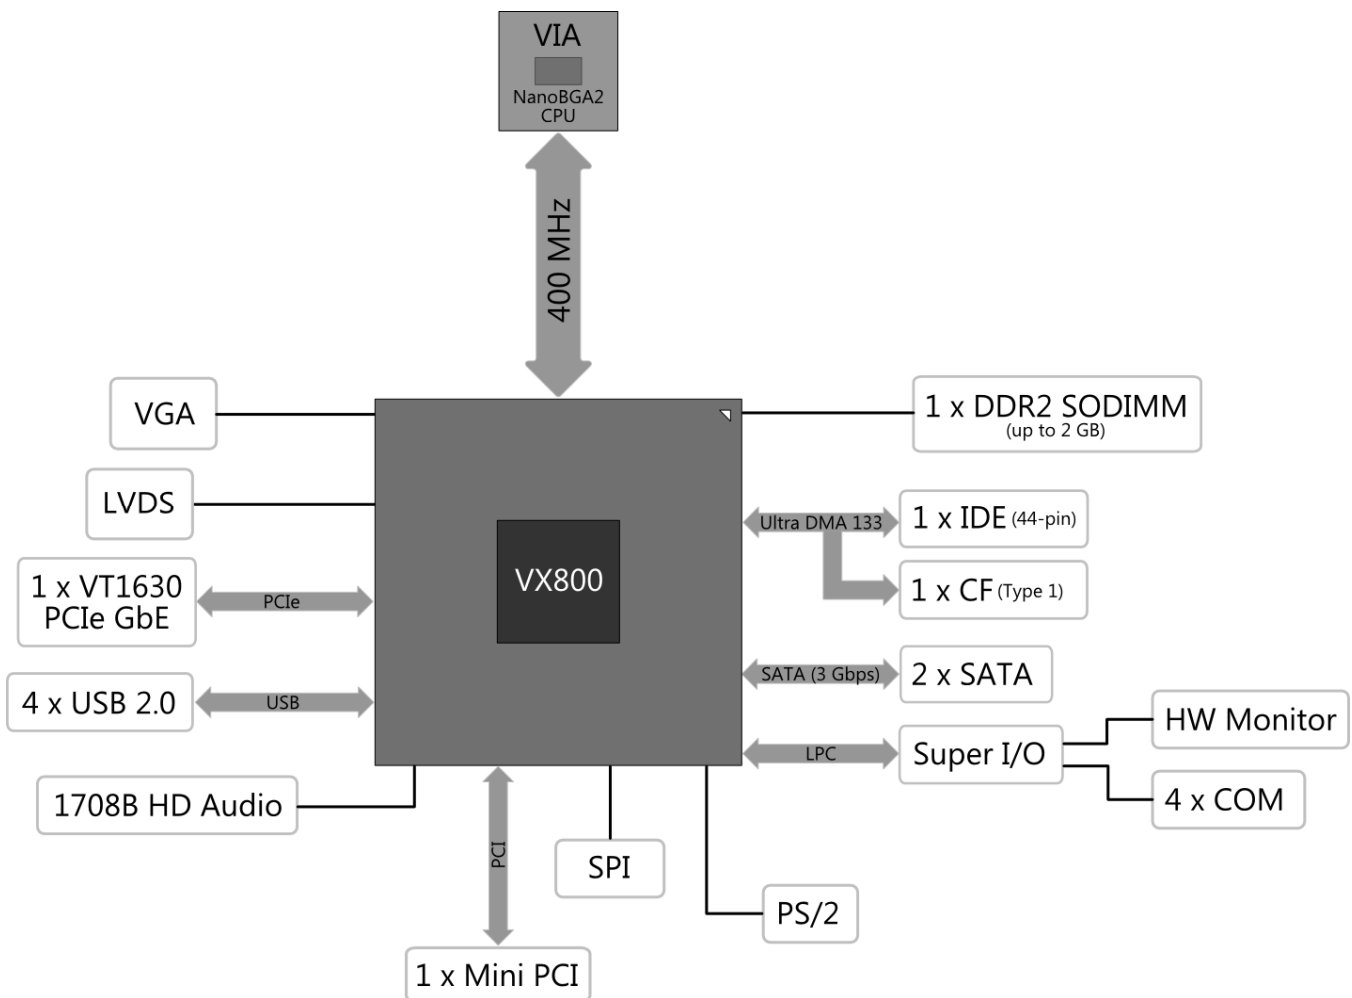 VIA
NanoBGA2
CPU
400 MHz
VGA
1 x DDR2 SODIMM
(up to 2 GB)
LVDS
Ultra DMA 133
1 x IDE (44-pin)
1 x VT1630
PCIe GbE
PCIe
VX800
1 x CF (Type 1)
4 x USB 2.0
USB
SATA (3 Gbps)
2 x SATA
LPC
Super I/O
HW Monitor
4 x COM
1708B HD Audio
PCI
SPI
PS/2
1 x Mini PCI